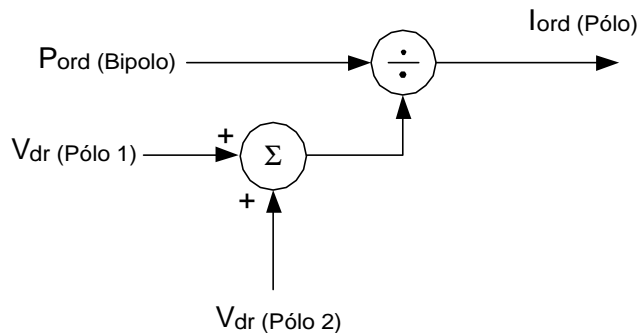 Iord (Pólo)
Pord (Bipolo)
÷
+
Vdr (Pólo 1)
Σ
+
Vdr (Pólo 2)